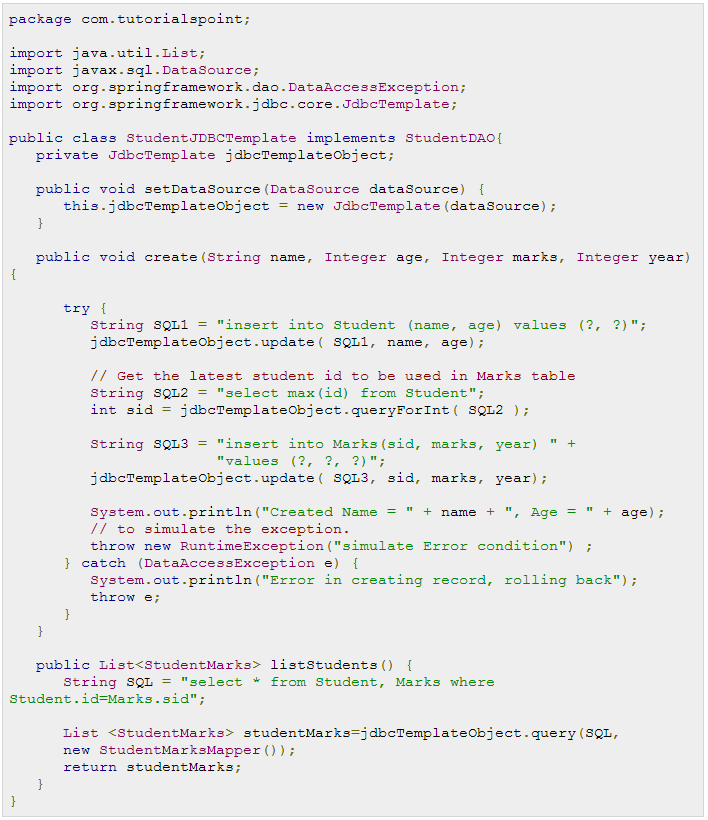 package com.tutorialspoint;

import java.util.List;
import javax.sql.DataSource;
import org.springframework.dao.DataAccessException;
import org.springframework.jdbc.core.JdbcTemplate;

public class StudentJDBCTemplate implements StudentDAO{
   private JdbcTemplate jdbcTemplateObject;

   public void setDataSource(DataSource dataSource) {
      this.jdbcTemplateObject = new JdbcTemplate(dataSource);
   }

   public void create(String name, Integer age, Integer marks, Integer year)
{

      try {
         String SQL1 = "insert into Student (name, age) values (?, ?)";
         jdbcTemplateObject.update( SQL1, name, age);

         // Get the latest student id to be used in Marks table
         String SQL2 = "select max(id) from Student";
         int sid = jdbcTemplateObject.queryForInt( SQL2 );

         String SQL3 = "insert into Marks(sid, marks, year) " +
                       "values (?, ?, ?)";
         jdbcTemplateObject.update( SQL3, sid, marks, year);

         System.out.println("Created Name = " + name + ", Age = " + age);
         // to simulate the exception.
         throw new RuntimeException("simulate Error condition") ;
      } catch (DataAccessException e) {
         System.out.println("Error in creating record, rolling back");
         throw e;
      }
   }

   public List<StudentMarks> listStudents() {
      String SQL = "select * from Student, Marks where
Student.id=Marks.sid";

      List <StudentMarks> studentMarks=jdbcTemplateObject.query(SQL,
      new StudentMarksMapper());
      return studentMarks;
   }
}